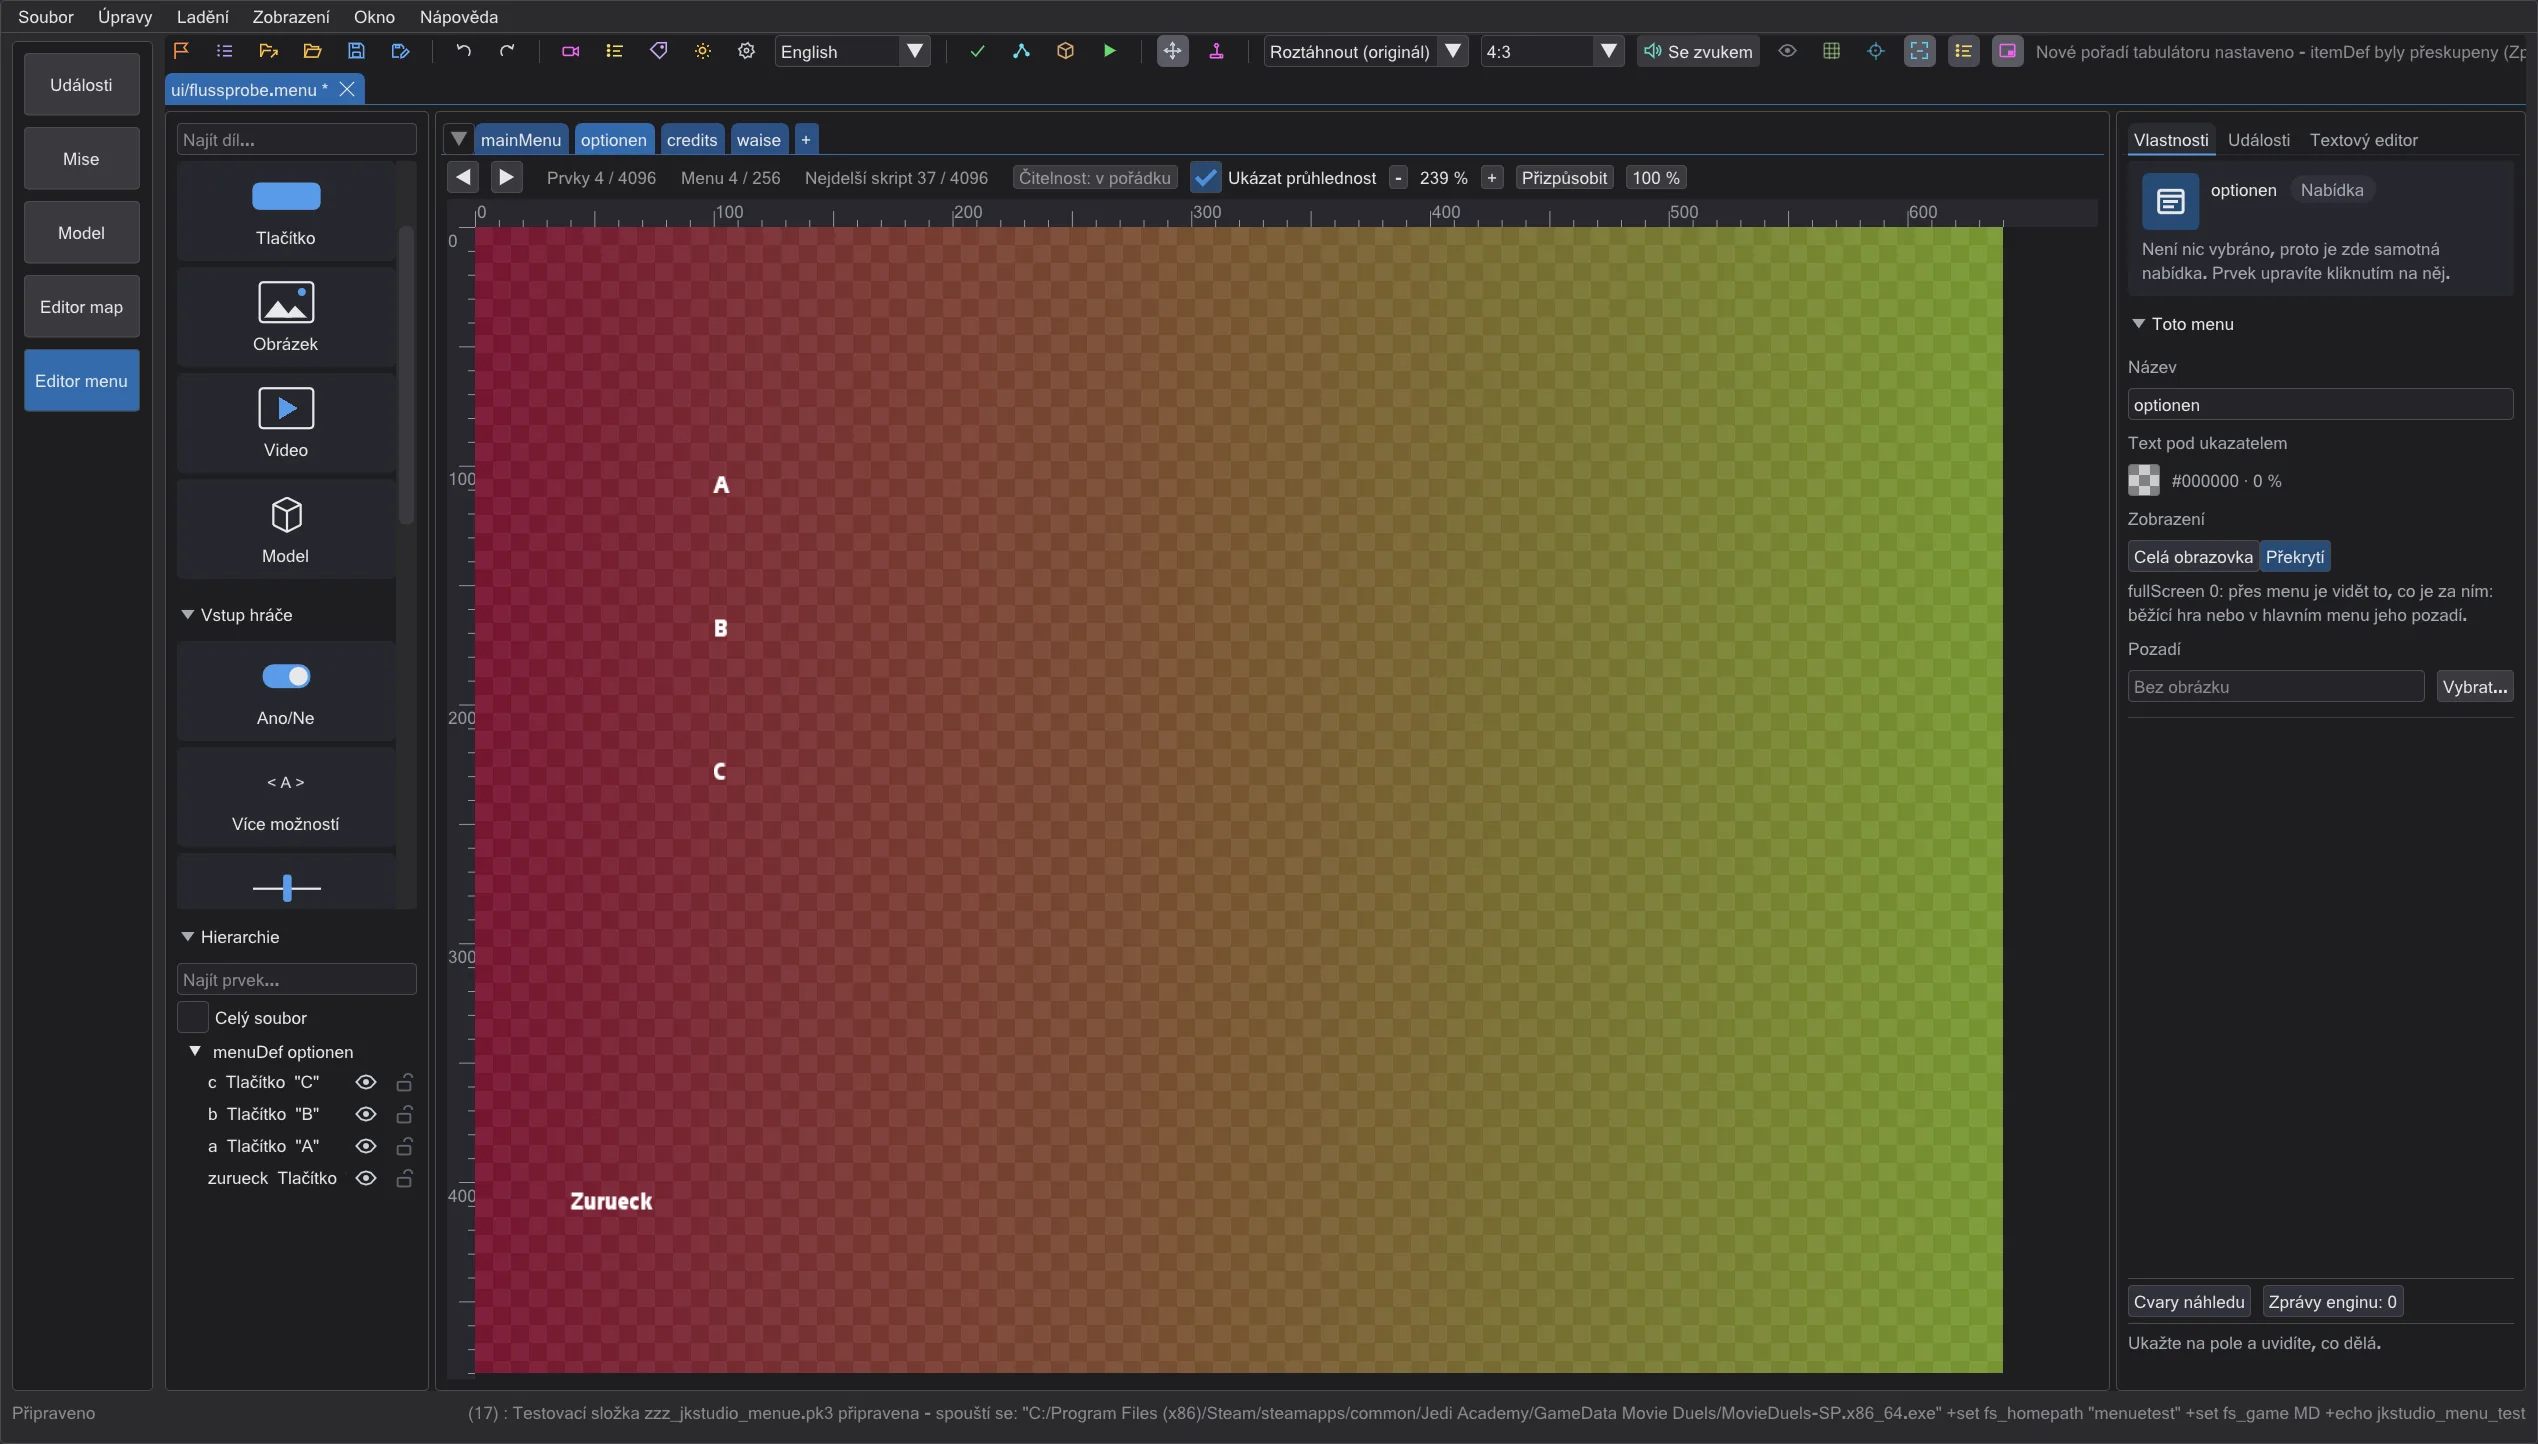 Soubor Úpravy Ladění Zobrazení Okno Nápověda
English
Roztáhnout (originál)
4:3
Se zvukem
Nové pořadí tabulátoru nastaveno - itemDef byly přeskupeny (Zp
Události
Mise
Model
Editor map
Editor menu
ui/flussprobe.menu *
Najít díl...
Tlačítko
Obrázek
Video
Model
Vstup hráče
Ano/Ne
< A >
Více možností
Hierarchie
Najít prvek...
Celý soubor
menuDef optionen
c Tlačítko "C"
b Tlačítko "B"
a Tlačítko "A"
zurueck Tlačítko
mainMenu optionen credits waise +
Prvky 4 / 4096 Menu 4 / 256 Nejdelší skript 37 / 4096 Čitelnost: v pořádku Ukázat průhlednost - 239 % + Přizpůsobit 100 %
0 100 200 300 400 500 600
0
100
200
300
400
A
B
C
Zurueck
Vlastnosti Události Textový editor
optionen Nabídka
Není nic vybráno, proto je zde samotná
nabídka. Prvek upravíte kliknutím na něj.
Toto menu
Název
optionen
Text pod ukazatelem
#000000 · 0 %
Zobrazení
Celá obrazovka Překrytí
fullScreen 0: přes menu je vidět to, co je za ním:
běžící hra nebo v hlavním menu jeho pozadí.
Pozadí
Bez obrázku Vybrat...
Cvary náhledu Zprávy enginu: 0
Ukažte na pole a uvidíte, co dělá.
Připraveno
(17) : Testovací složka zzz_jkstudio_menue.pk3 připravena - spouští se: "C:/Program Files (x86)/Steam/steamapps/common/Jedi Academy/GameData Movie Duels/MovieDuels-SP.x86_64.exe" +set fs_homepath "menuetest" +set fs_game MD +echo jkstudio_menu_test